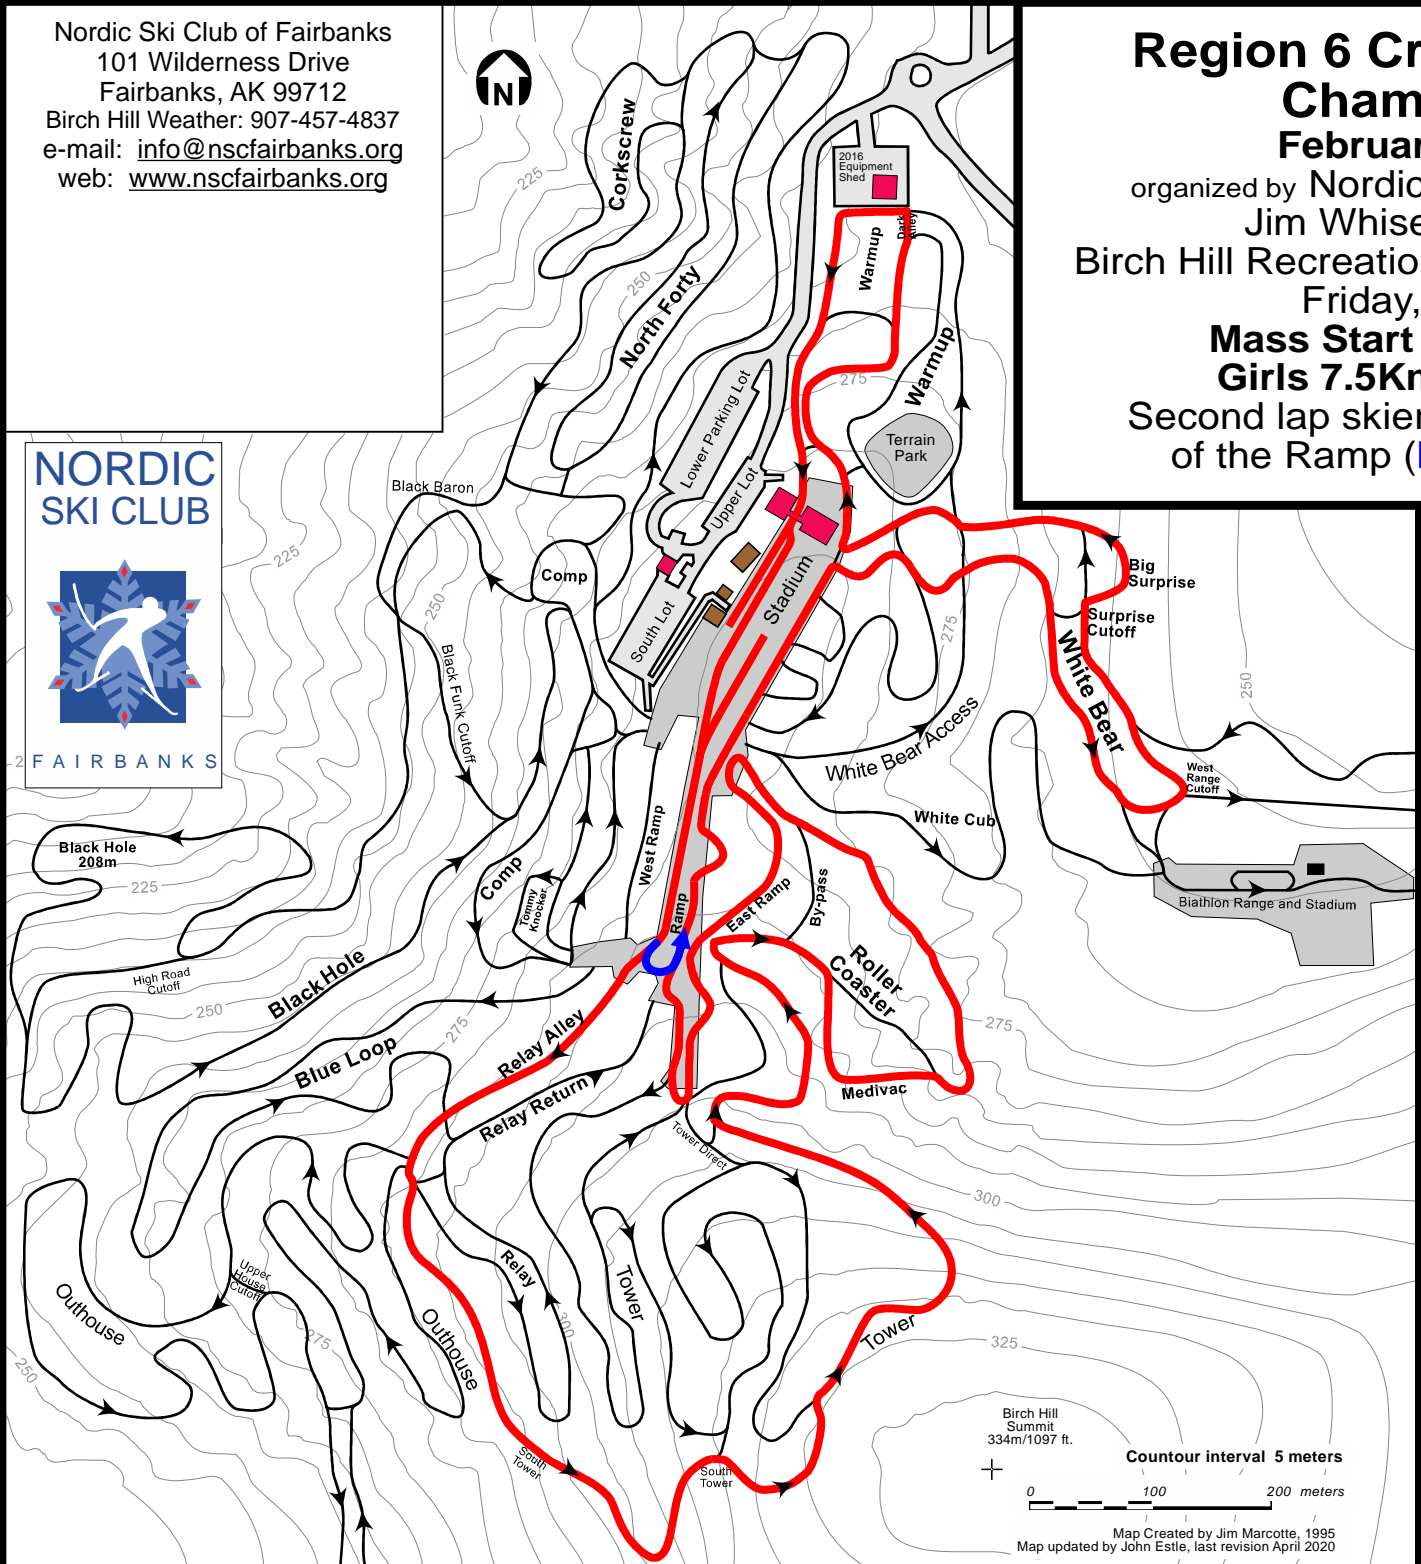 Nordic Ski Club of Fairbanks
101 Wilderness Drive
Fairbanks, AK 99712
Birch Hill Weather: 907-457-4837
e-mail: info@nscfairbanks.org
web: www.nscfairbanks.org
N
Region 6 Cr
Cham
Februar
organized by Nordic
Jim Whise
Birch Hill Recreatio
Friday,
Mass Start
Girls 7.5Km
Second lap skier
of the Ramp (
NORDIC
SKI CLUB
FAIRBANKS
2016
Equipment
Shed
Dark
Alley
Warmup
Warmup
Corkscrew
225
250
North Forty
275
Terrain
Park
Lower Parking Lot
Upper Lot
South Lot
Stadium
Black Baron
225
250
Comp
Black Funk Cutoff
Big
Surprise
Surprise
Cutoff
White Bear
275
250
White Bear Access
West
Range
Cutoff
White Cub
Biathlon Range and Stadium
2
Black Hole
208m
225
Comp
Tommy
Knocker
West Ramp
Ramp
East Ramp
By-pass
Roller
Coaster
High Road
Cutoff
Black Hole
250
275
275
Blue Loop
Relay Alley
Relay Return
Medivac
Tower Direct
300
Upper
House
Cutoff
Outhouse
Outhouse
Relay
Tower
300
275
250
Tower
325
South
Tower
South
Tower
Birch Hill
Summit
334m/1097 ft.
Countour interval 5 meters
0 100 200 meters
Map Created by Jim Marcotte, 1995
Map updated by John Estle, last revision April 2020